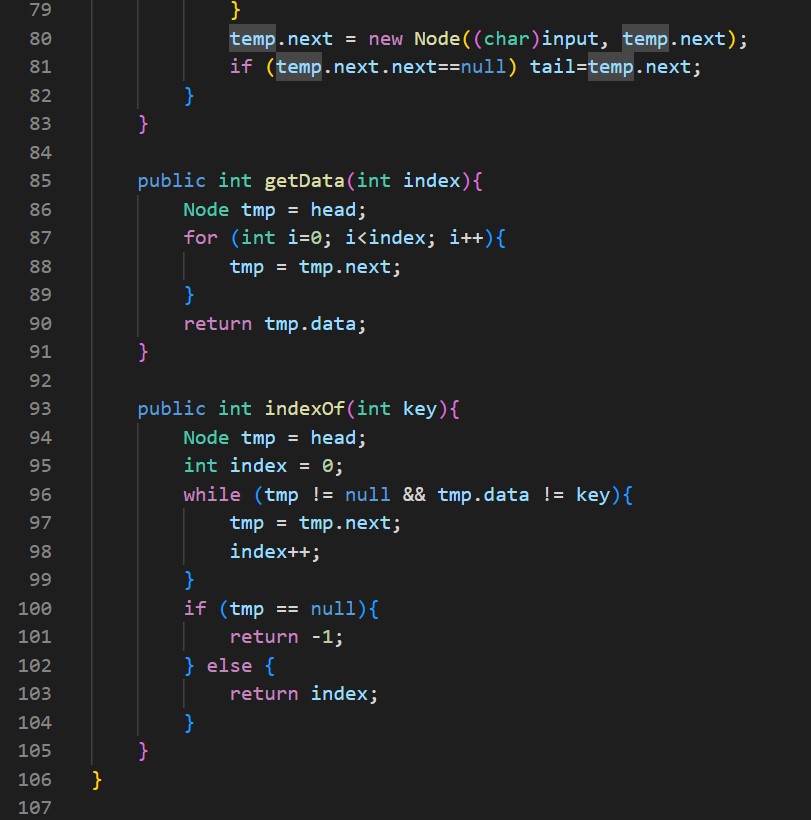 79 }
80 temp.next = new Node((char)input, temp.next);
81 if (temp.next.next==null) tail=temp.next;
82 }
83 }
84
85 public int getData(int index){
86 Node tmp = head;
87 for (int i=0; i<index; i++){
88 tmp = tmp.next;
89 }
90 return tmp.data;
91 }
92
93 public int indexOf(int key){
94 Node tmp = head;
95 int index = 0;
96 while (tmp != null && tmp.data != key){
97 tmp = tmp.next;
98 index++;
99 }
100 if (tmp == null){
101 return -1;
102 } else {
103 return index;
104 }
105 }
106 }
107